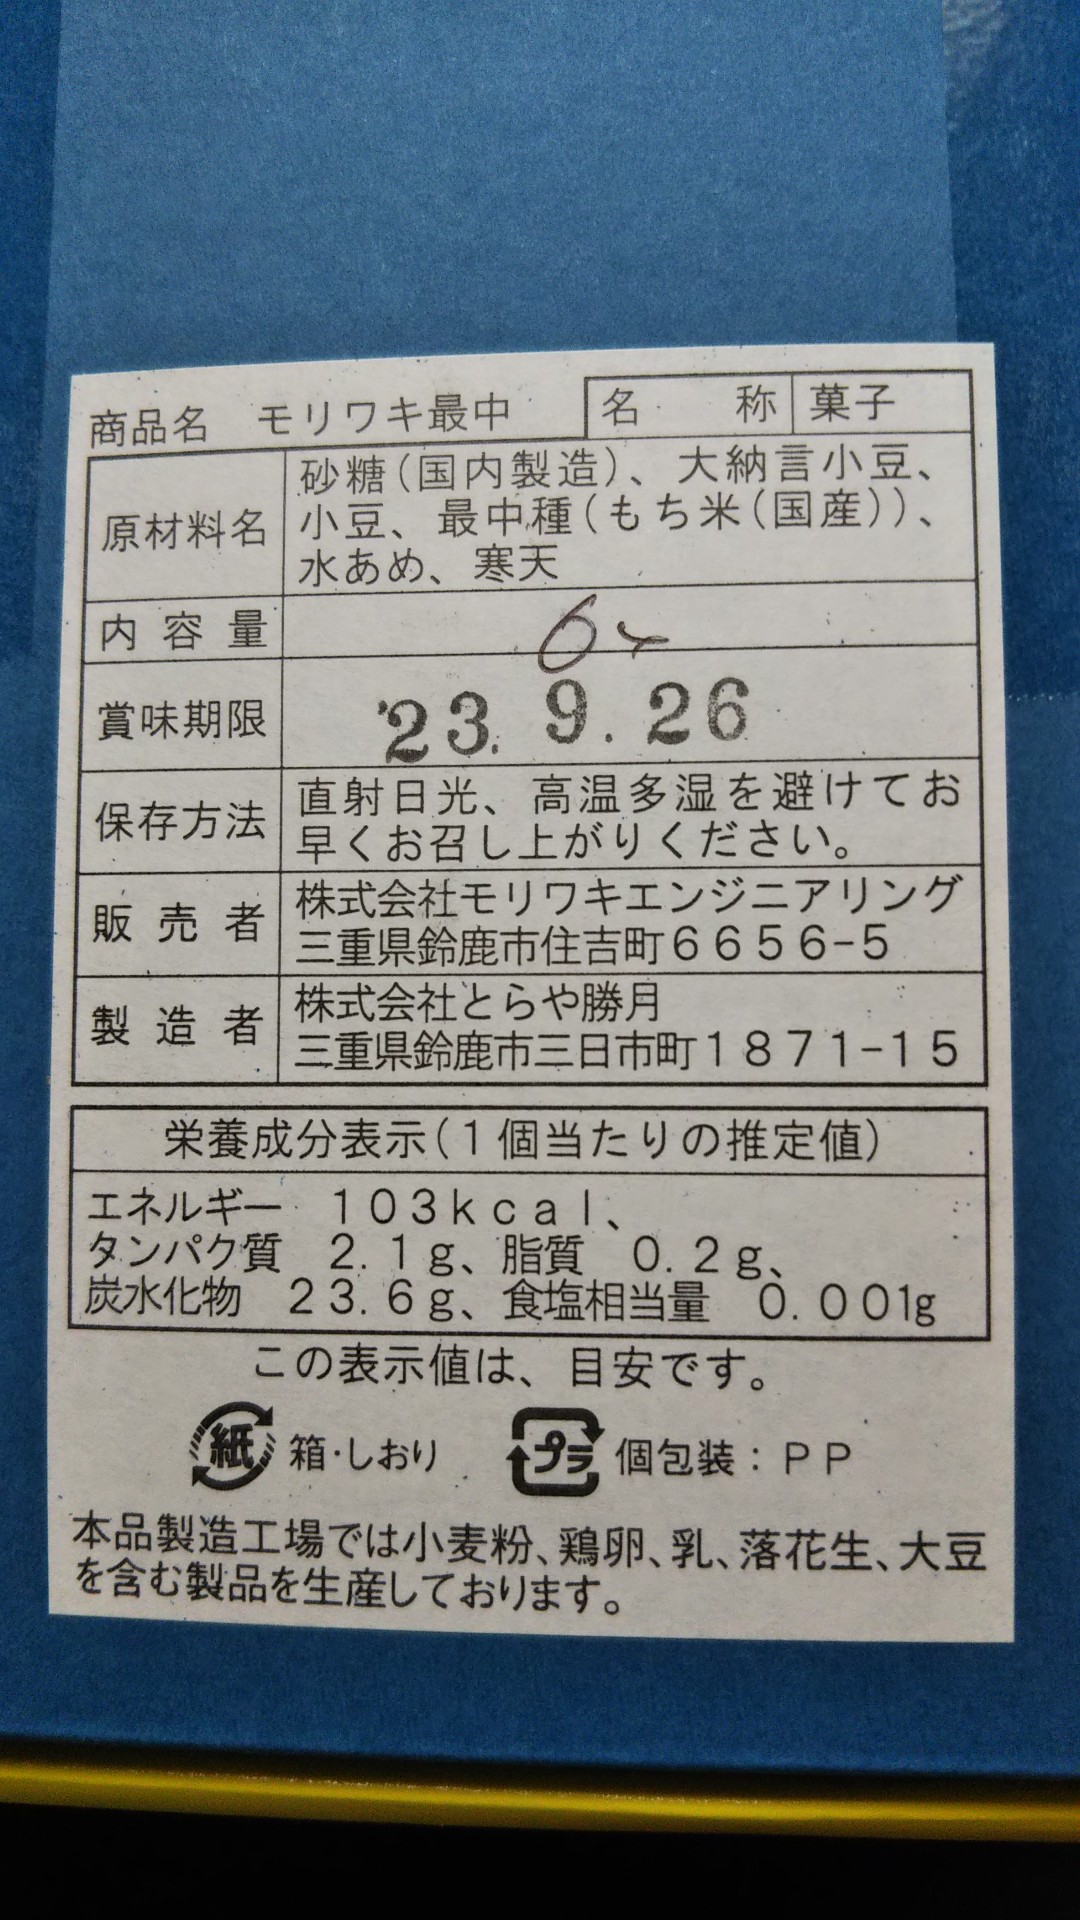 商品名 モリワキ最中
名称 菓子
原材料名 砂糖(国内製造)、大納言小豆、
小豆、最中種(もち米(国産))、
水あめ、寒天
内容量 6ケ
賞味期限 '23.9.26
保存方法 直射日光、高温多湿を避けてお
早くお召し上がりください。
販売者 株式会社モリワキエンジニアリング
三重県鈴鹿市住吉町6656-5
製造者 株式会社とらや勝月
三重県鈴鹿市三日市町1871-15
栄養成分表示(1個当たりの推定値)
エネルギー 103kcal、
タンパク質 2.1g、脂質 0.2g、
炭水化物 23.6g、食塩相当量 0.001g
この表示値は、目安です。
紙 箱・しおり プラ 個包装:PP
本品製造工場では小麦粉、鶏卵、乳、落花生、大豆
を含む製品を生産しております。